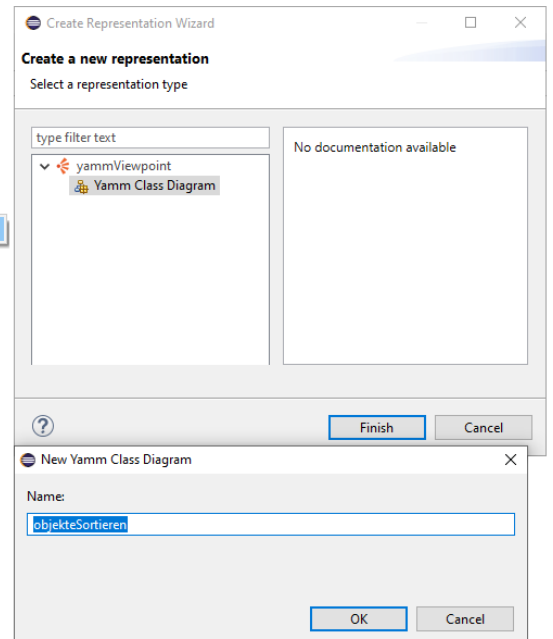 Create Representation Wizard
Create a new representation
Select a representation type
type filter text
No documentation available
yammViewpoint
Yamm Class Diagram
?
Finish
Cancel
New Yamm Class Diagram
Name:
objekteSortieren
OK
Cancel